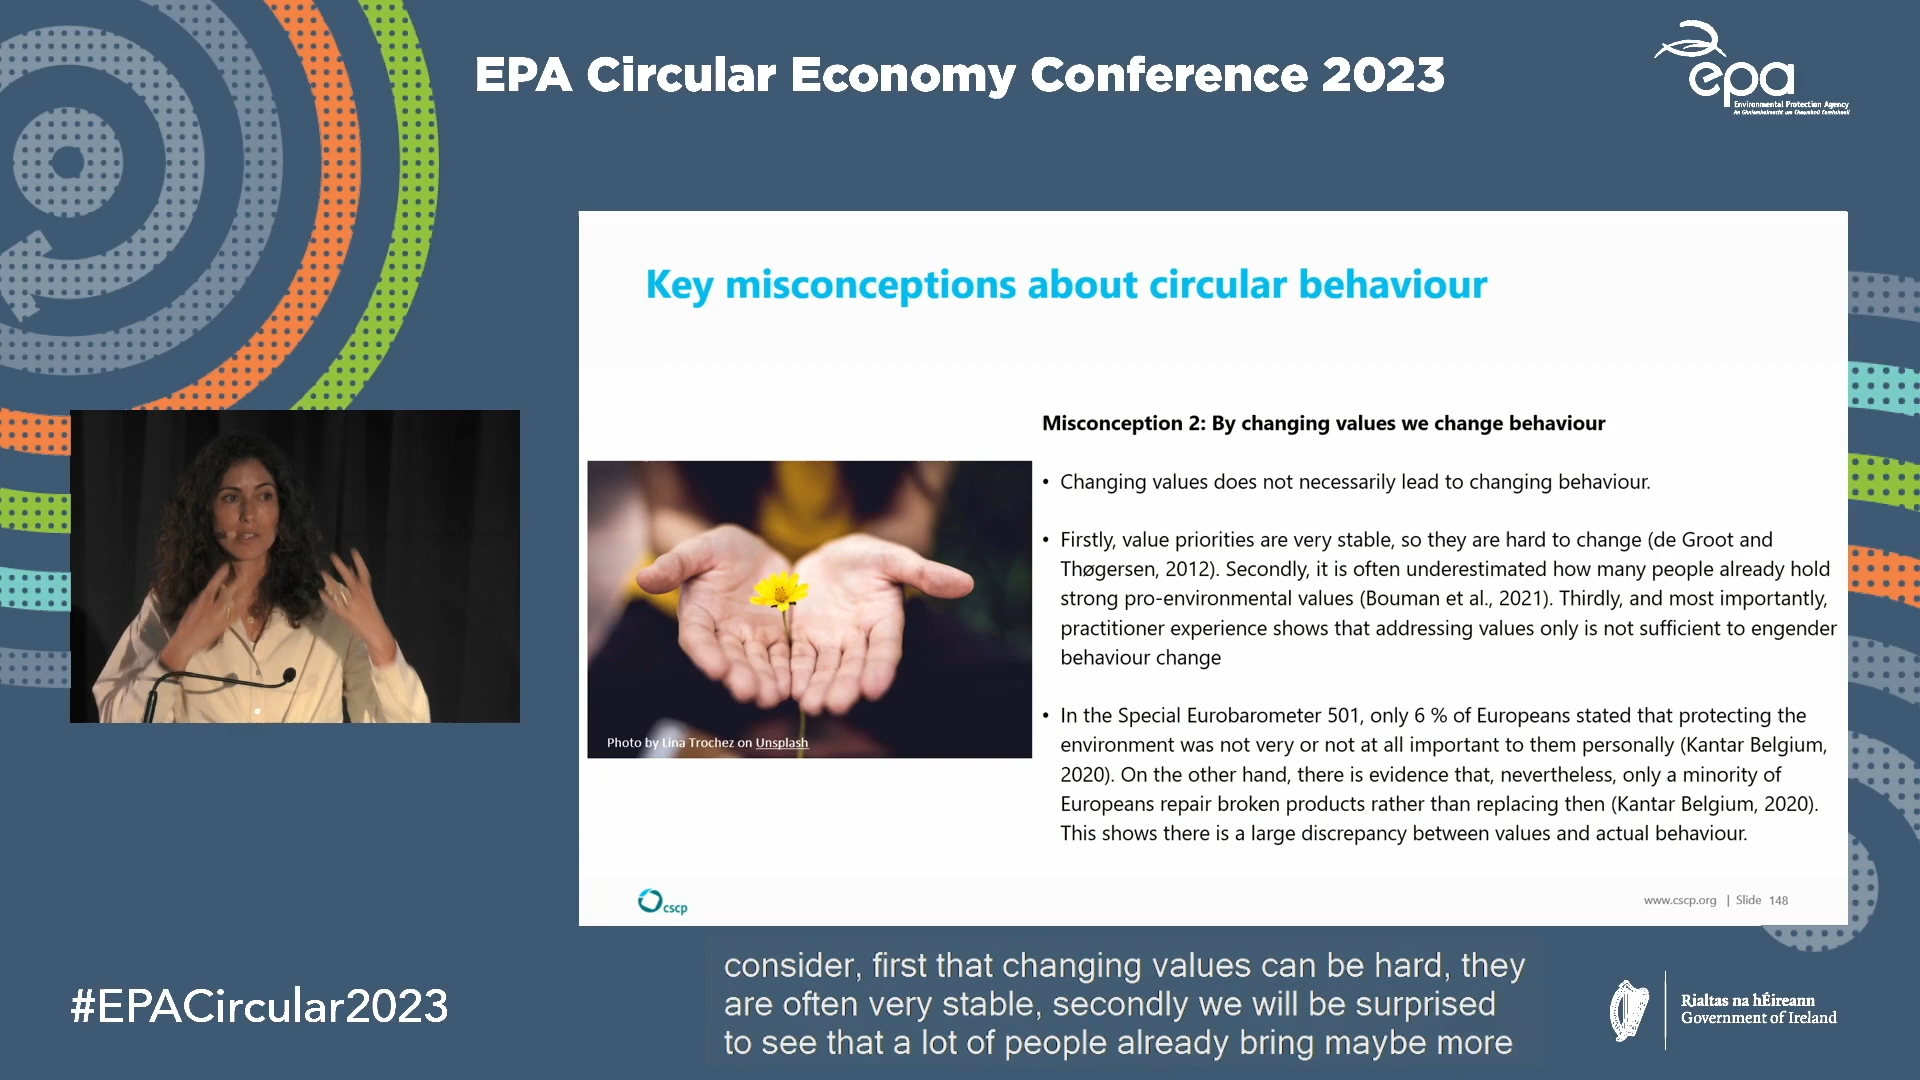 EPA Circular Economy Conference 2023
epa
Environmental Protection Agency
An Ghníomhaireacht um Chaomhnú Comhshaoil
Key misconceptions about circular behaviour
Misconception 2: By changing values we change behaviour
• Changing values does not necessarily lead to changing behaviour.
• Firstly, value priorities are very stable, so they are hard to change (de Groot and
Thøgersen, 2012). Secondly, it is often underestimated how many people already hold
strong pro-environmental values (Bouman et al., 2021). Thirdly, and most importantly,
practitioner experience shows that addressing values only is not sufficient to engender
behaviour change
• In the Special Eurobarometer 501, only 6 % of Europeans stated that protecting the
environment was not very or not at all important to them personally (Kantar Belgium,
2020). On the other hand, there is evidence that, nevertheless, only a minority of
Europeans repair broken products rather than replacing then (Kantar Belgium, 2020).
This shows there is a large discrepancy between values and actual behaviour.
Photo by Lina Trochez on Unsplash
cscp
www.cscp.org | Slide 148
consider, first that changing values can be hard, they
are often very stable, secondly we will be surprised
to see that a lot of people already bring maybe more
#EPACircular2023
Rialtas na hÉireann
Government of Ireland